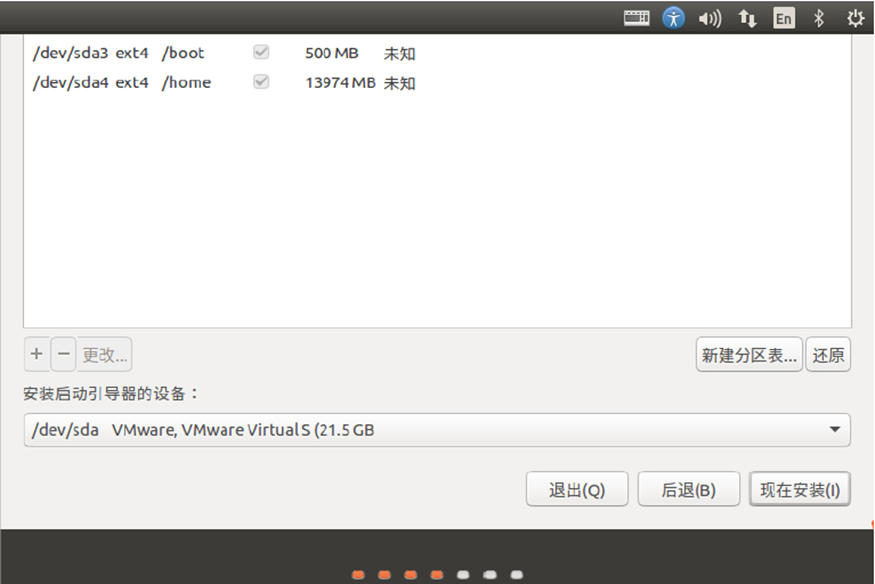 En
/dev/sda3 ext4 /boot 500 MB 未知
/dev/sda4 ext4 /home 13974 MB 未知
+ − 更改... 新建分区表... 还原
安装启动引导器的设备：
/dev/sda VMware, VMware Virtual S (21.5 GB
退出(Q) 后退(B) 现在安装(I)